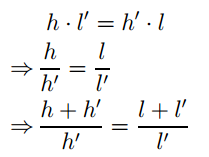 h · l′ = h′ · l
⇒ h/h′ = l/l′
⇒ (h + h′)/h′ = (l + l′)/l′